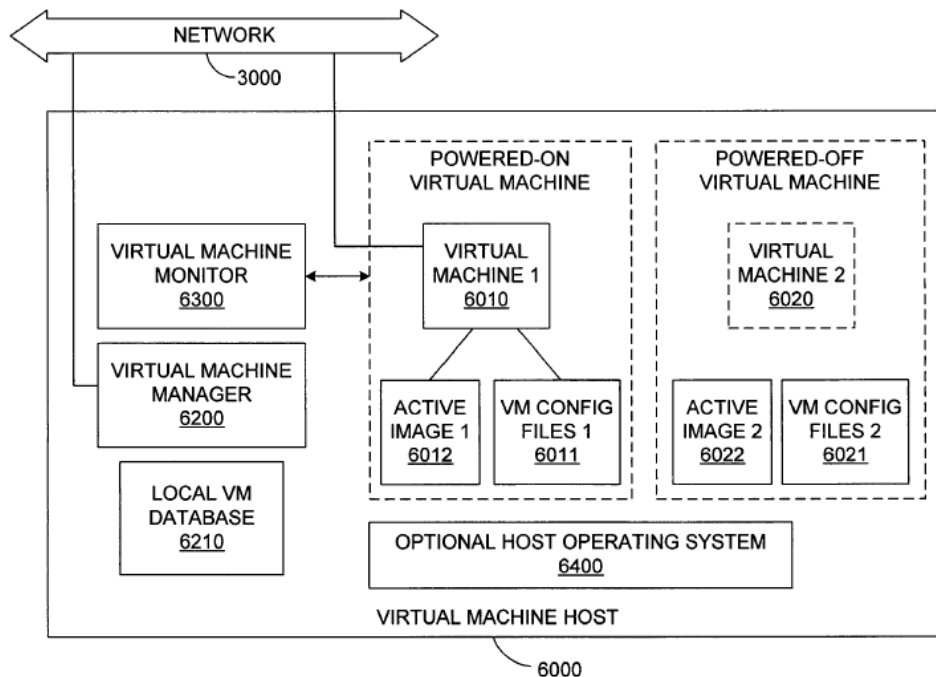 NETWORK
3000
POWERED-ON
VIRTUAL MACHINE
POWERED-OFF
VIRTUAL MACHINE
VIRTUAL MACHINE
MONITOR
6300
VIRTUAL
MACHINE 1
6010
VIRTUAL
MACHINE 2
6020
VIRTUAL MACHINE
MANAGER
6200
ACTIVE
IMAGE 1
6012
VM CONFIG
FILES 1
6011
ACTIVE
IMAGE 2
6022
VM CONFIG
FILES 2
6021
LOCAL VM
DATABASE
6210
OPTIONAL HOST OPERATING SYSTEM
6400
VIRTUAL MACHINE HOST
6000